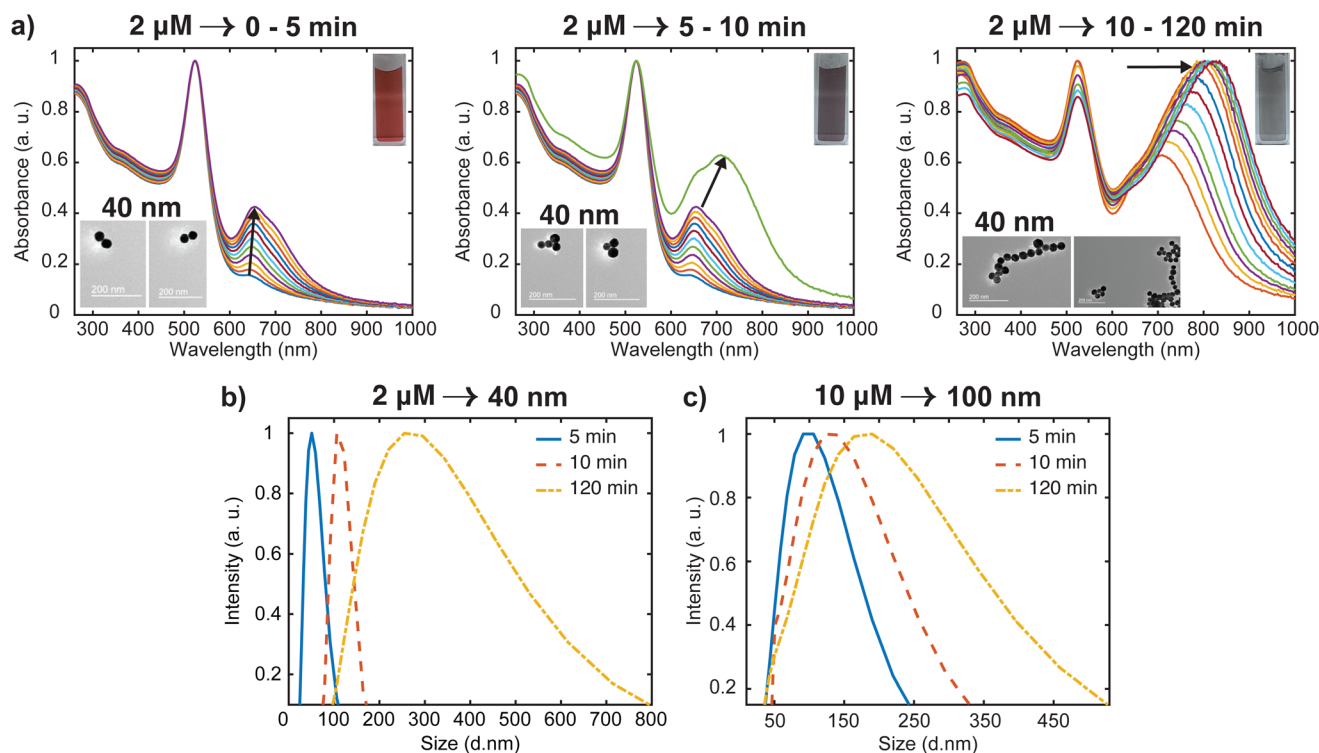 a)
2 µM → 0 - 5 min
2 µM → 5 - 10 min
2 µM → 10 - 120 min
Absorbance (a. u.)
1
0.8
0.6
0.4
0.2
0
40 nm
200 nm
200 nm
300 400 500 600 700 800 900 1000
Wavelength (nm)
Absorbance (a. u.)
1
0.8
0.6
0.4
0.2
0
40 nm
200 nm
200 nm
300 400 500 600 700 800 900 1000
Wavelength (nm)
Absorbance (a. u.)
1
0.8
0.6
0.4
0.2
0
40 nm
200 nm
200 nm
300 400 500 600 700 800 900 1000
Wavelength (nm)
b)
2 µM → 40 nm
Intensity (a. u.)
1
0.8
0.6
0.4
0.2
5 min
10 min
120 min
0 100 200 300 400 500 600 700 800
Size (d.nm)
c)
10 µM → 100 nm
Intensity (a. u.)
1
0.8
0.6
0.4
0.2
5 min
10 min
120 min
50 150 250 350 450
Size (d.nm)